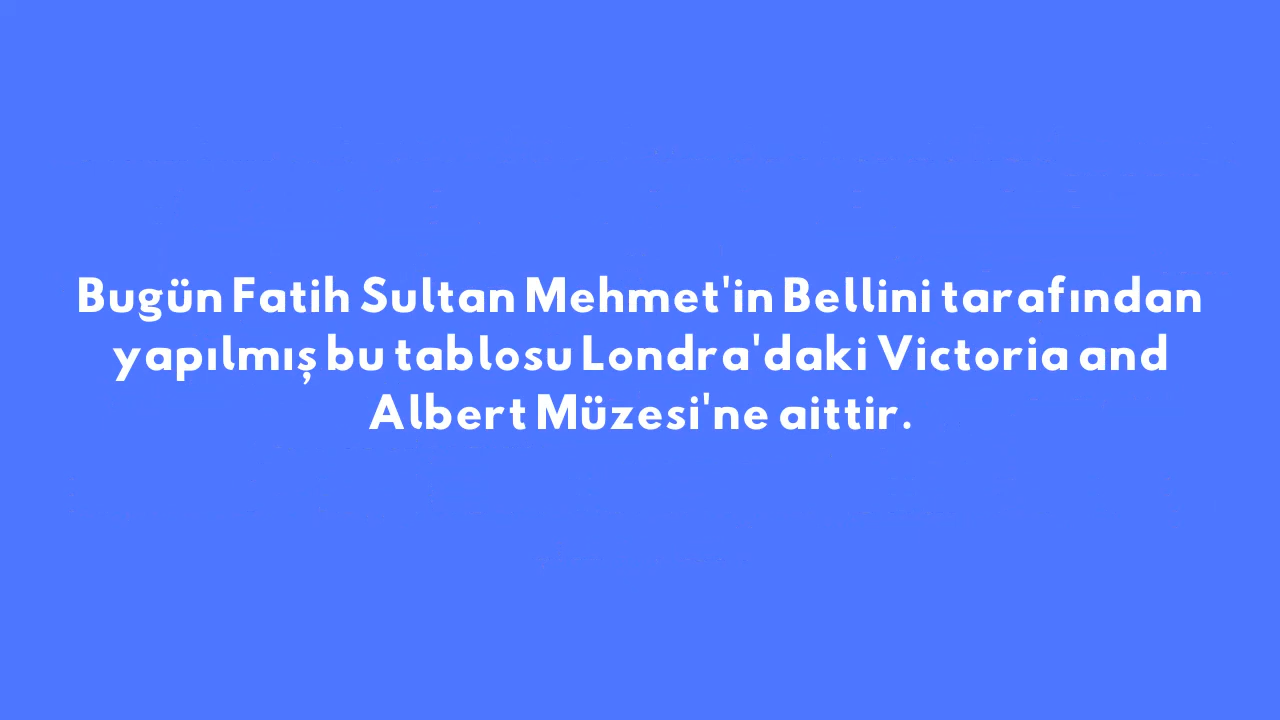 Bugün Fatih Sultan Mehmet'in Bellini tarafından
yapılmış bu tablosu Londra'daki Victoria and
Albert Müzesi'ne aittir.